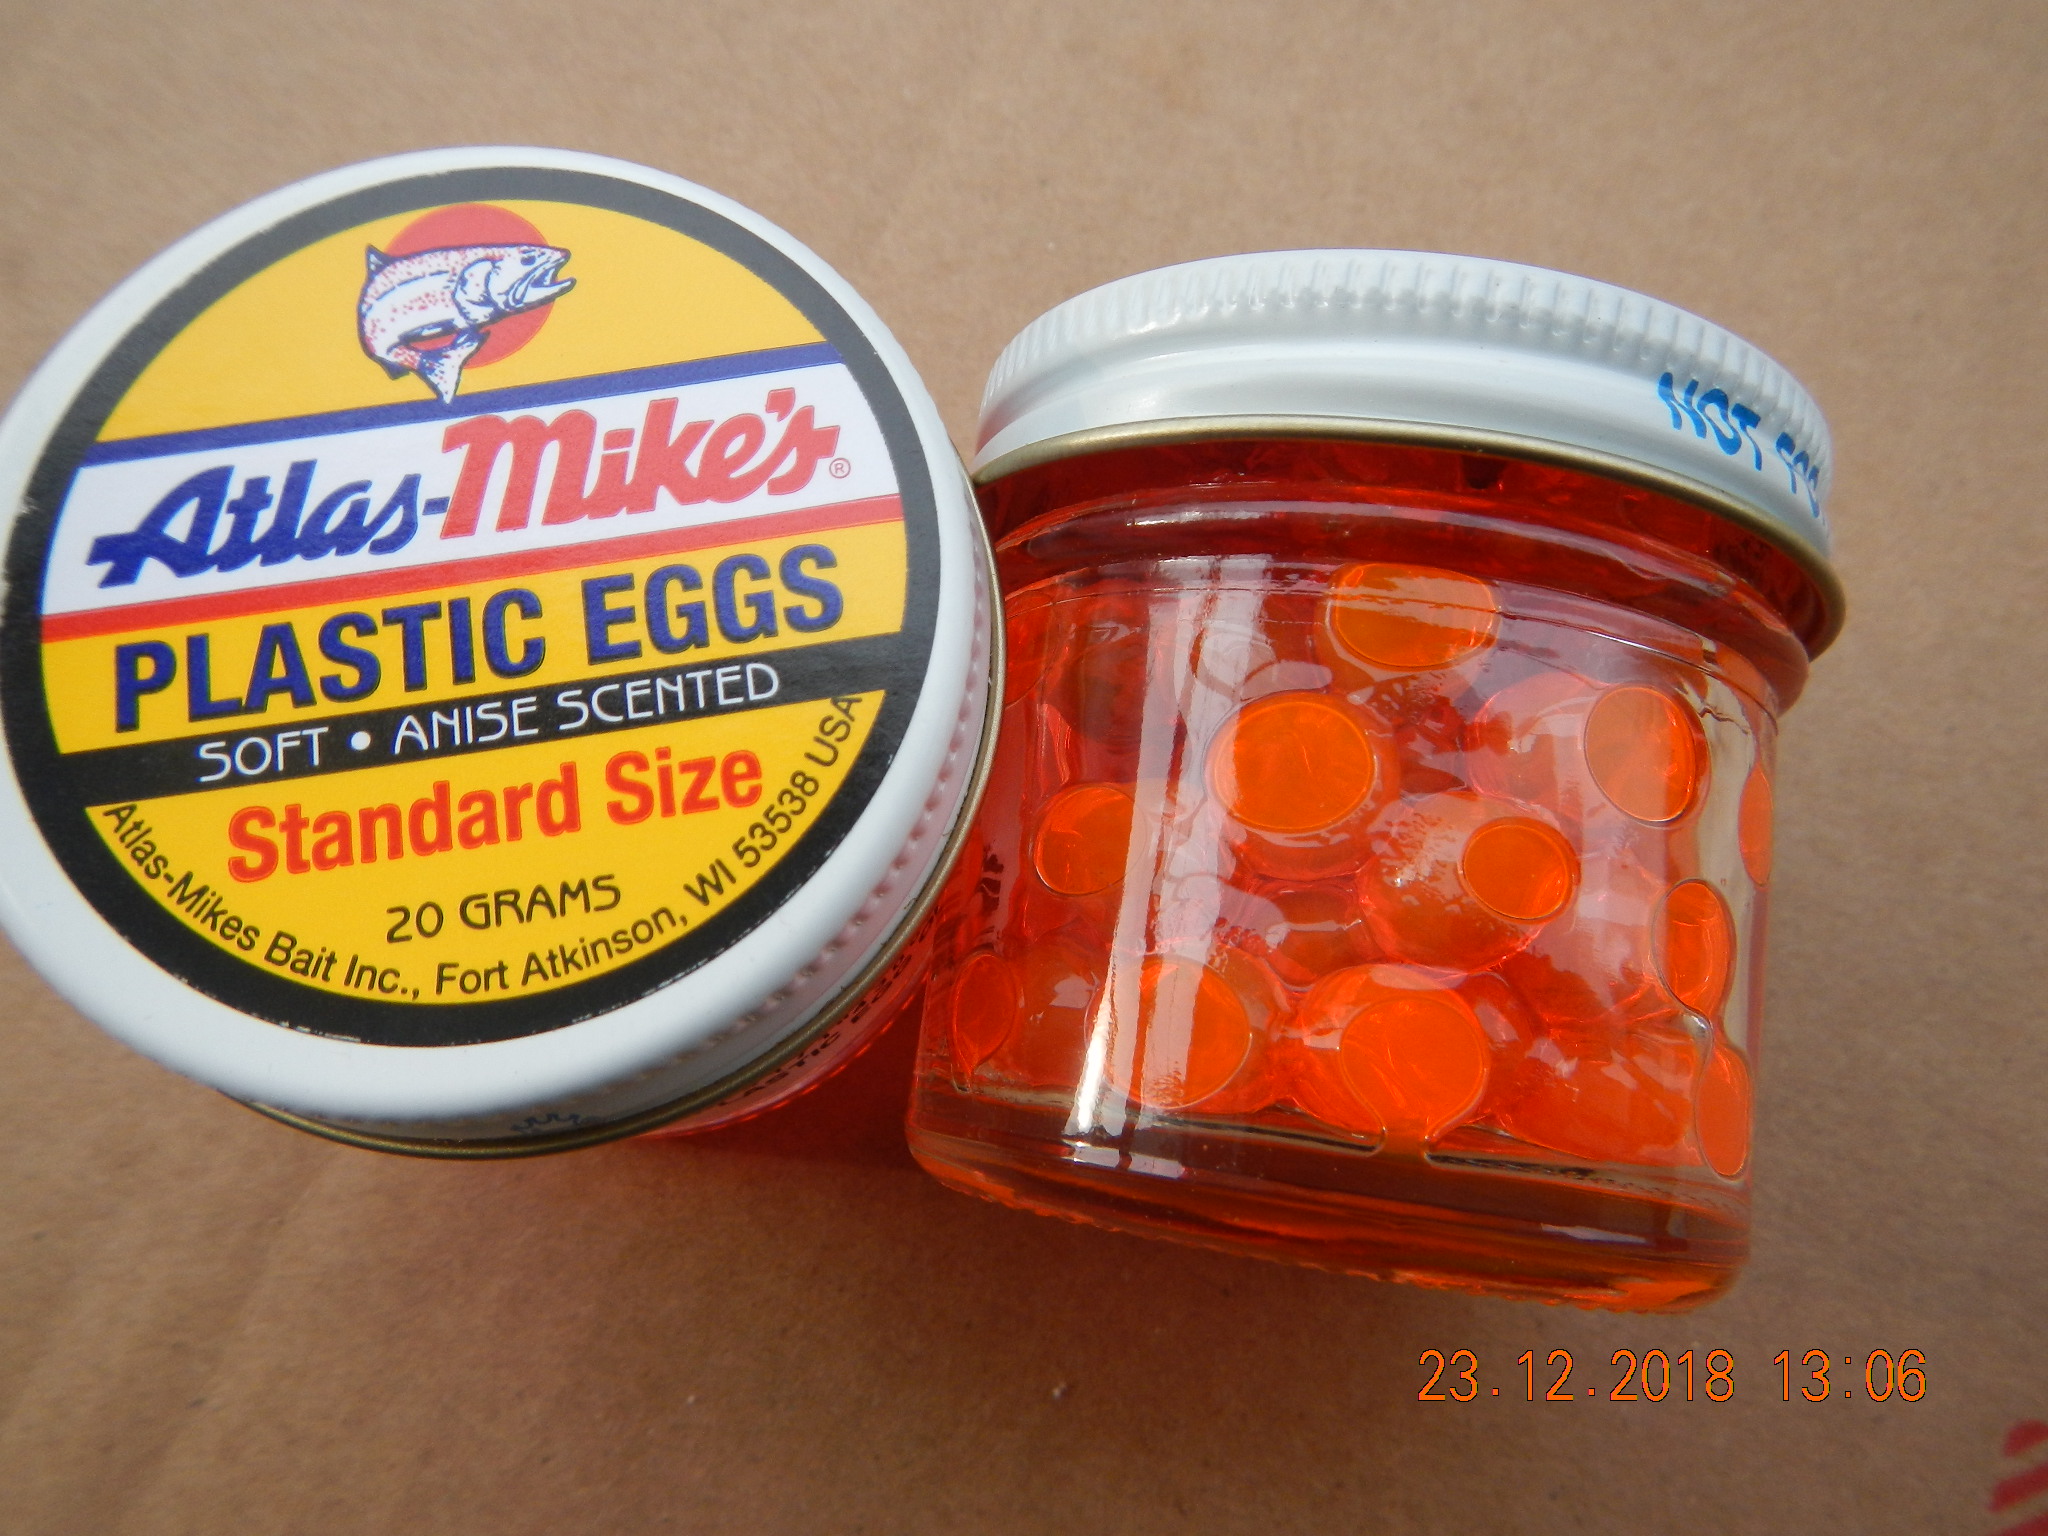 Atlas-Mike's®
PLASTIC EGGS
SOFT • ANISE SCENTED
Standard Size
20 GRAMS
Atlas-Mikes Bait Inc., Fort Atkinson, WI 53538 USA
NOT
23.12.2018 13:06